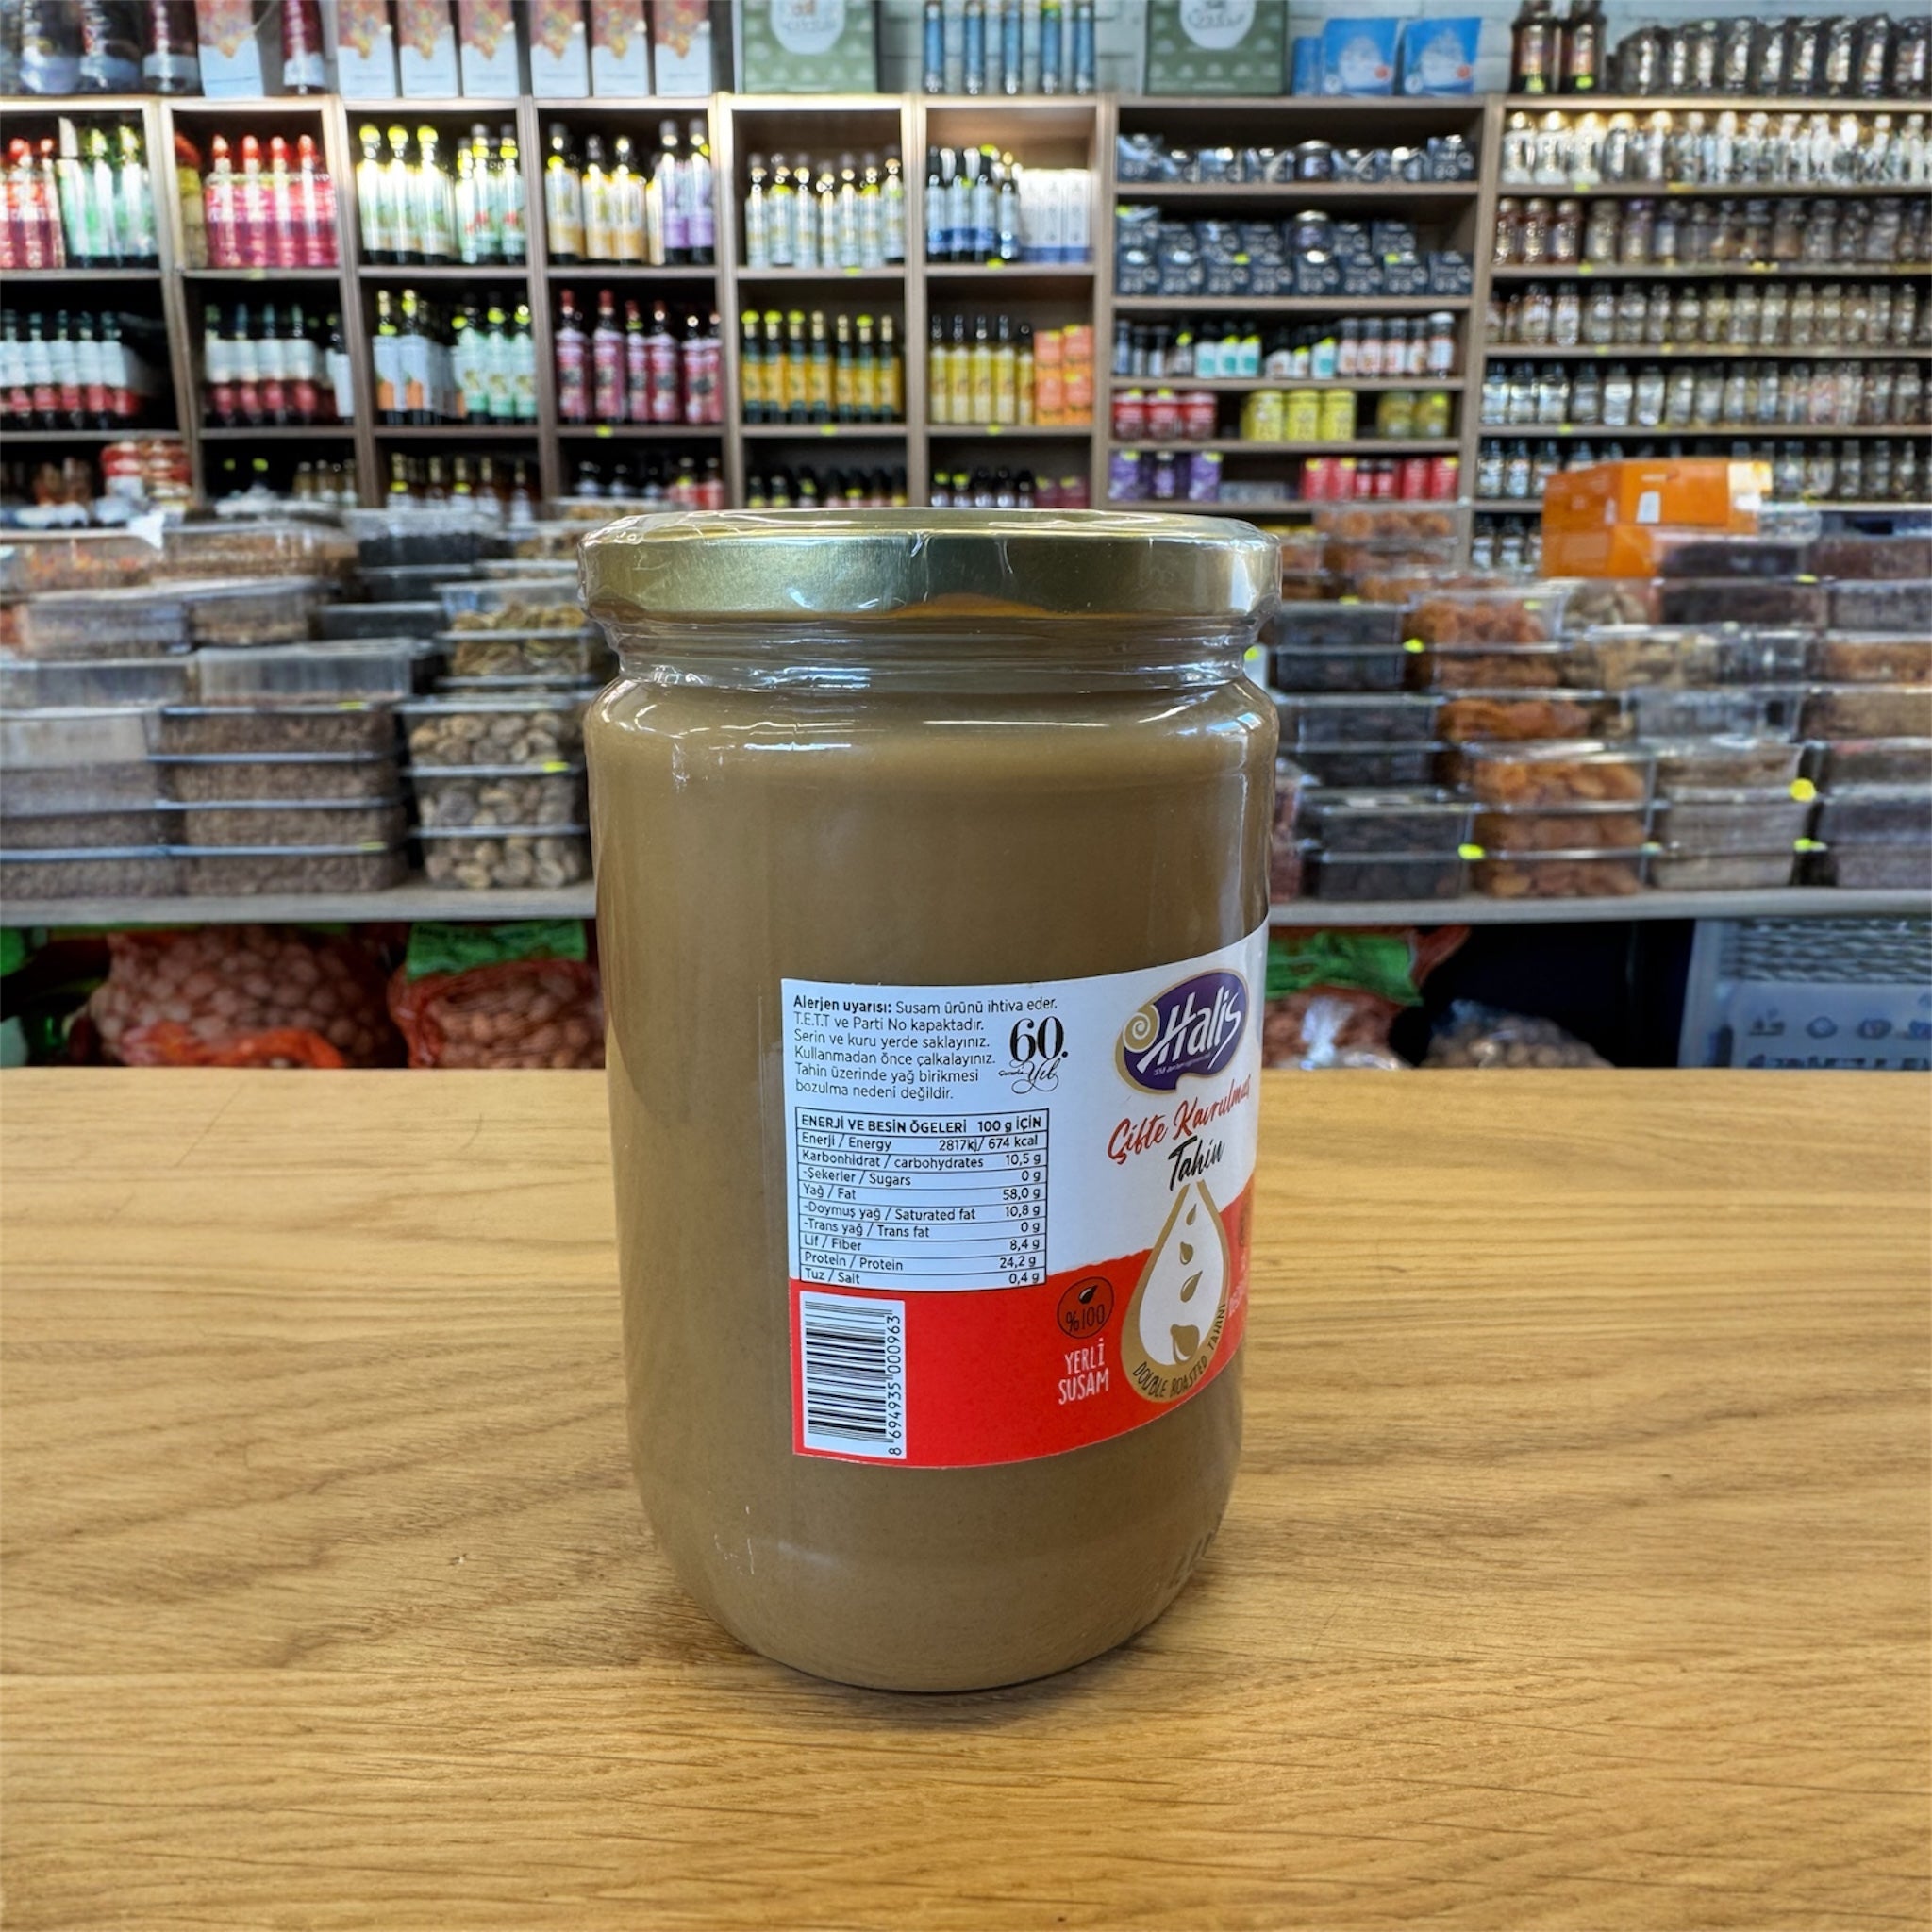 Alerjen uyarısı: Susam ürünü ihtiva eder.
T.E.T.T ve Parti No kapaktadır.
Serin ve kuru yerde saklayınız.
Kullanmadan önce çalkalayınız.
Tahin üzerinde yağ birikmesi
bozulma nedeni değildir.
60.
Yıl
ENERJİ VE BESİN ÖGELERİ 100 g İÇİN
Enerji / Energy 2817kj/ 674 kcal
Karbonhidrat / carbohydrates 10,5 g
-Şekerler / Sugars 0 g
Yağ / Fat 58,0 g
-Doymuş yağ / Saturated fat 10,8 g
-Trans yağ / Trans fat 0 g
Lif / Fiber 8,4 g
Protein / Protein 24,2 g
Tuz / Salt 0,4 g
8 694935 000963
Halis
Çifte Kavrulmuş
Tahin
%100
YERLİ
SUSAM
DOUBLE ROASTED TAHINI